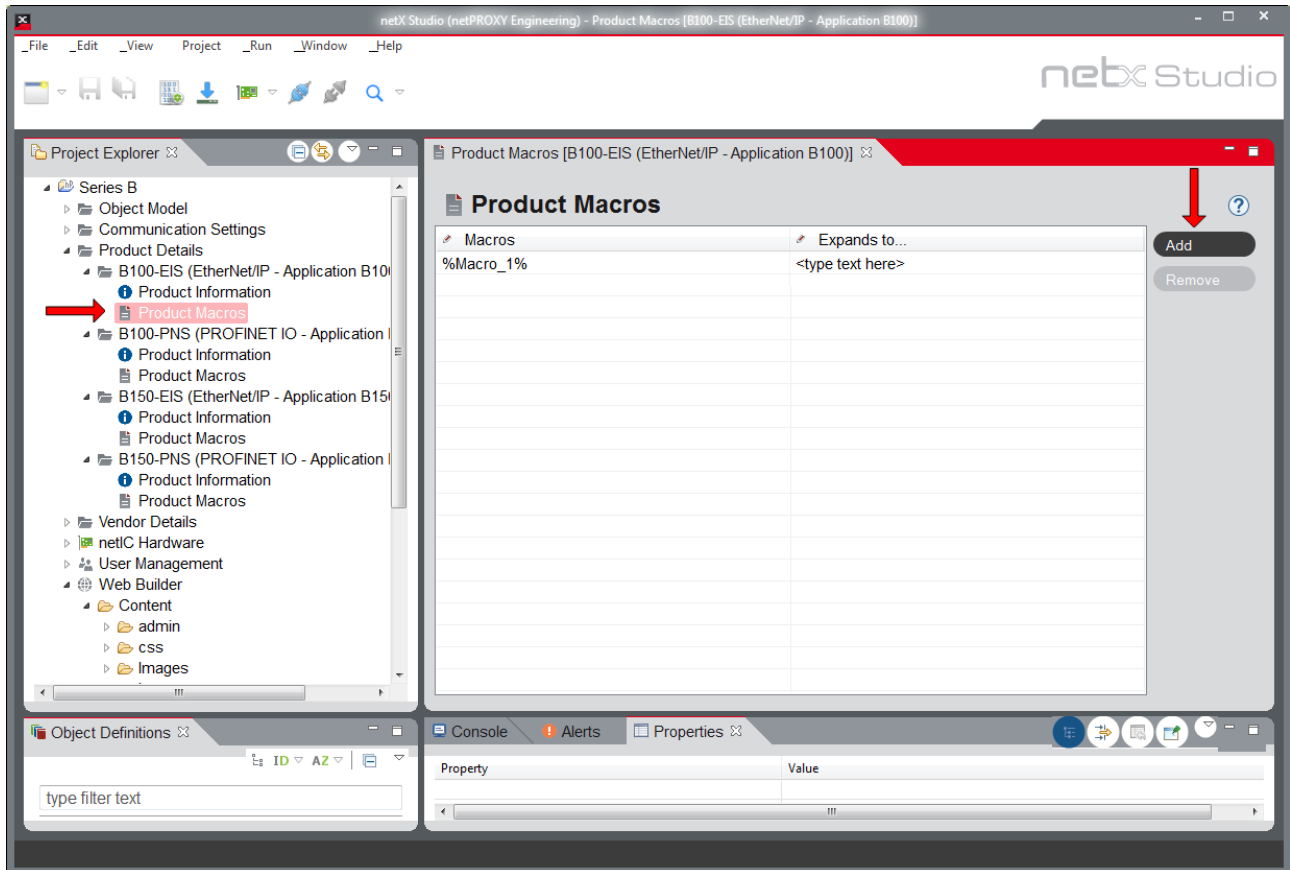 netX Studio (netPROXY Engineering) - Product Macros [B100-EIS (EtherNet/IP - Application B100)]
_File _Edit _View Project _Run _Window _Help
netX Studio
Project Explorer
Series B
Object Model
Communication Settings
Product Details
B100-EIS (EtherNet/IP - Application B10
Product Information
Product Macros
B100-PNS (PROFINET IO - Application
Product Information
Product Macros
B150-EIS (EtherNet/IP - Application B15
Product Information
Product Macros
B150-PNS (PROFINET IO - Application
Product Information
Product Macros
Vendor Details
netIC Hardware
User Management
Web Builder
Content
admin
css
Images
Product Macros [B100-EIS (EtherNet/IP - Application B100)]
Product Macros
Macros Expands to...
%Macro_1% <type text here>
Add
Remove
Object Definitions
ID AZ
type filter text
Console Alerts Properties
Property Value